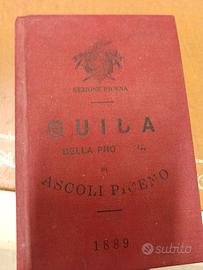 SEZIONE PICENA
GUIDA
DELLA PRO
DI
ASCOLI PICENO
1889
subito